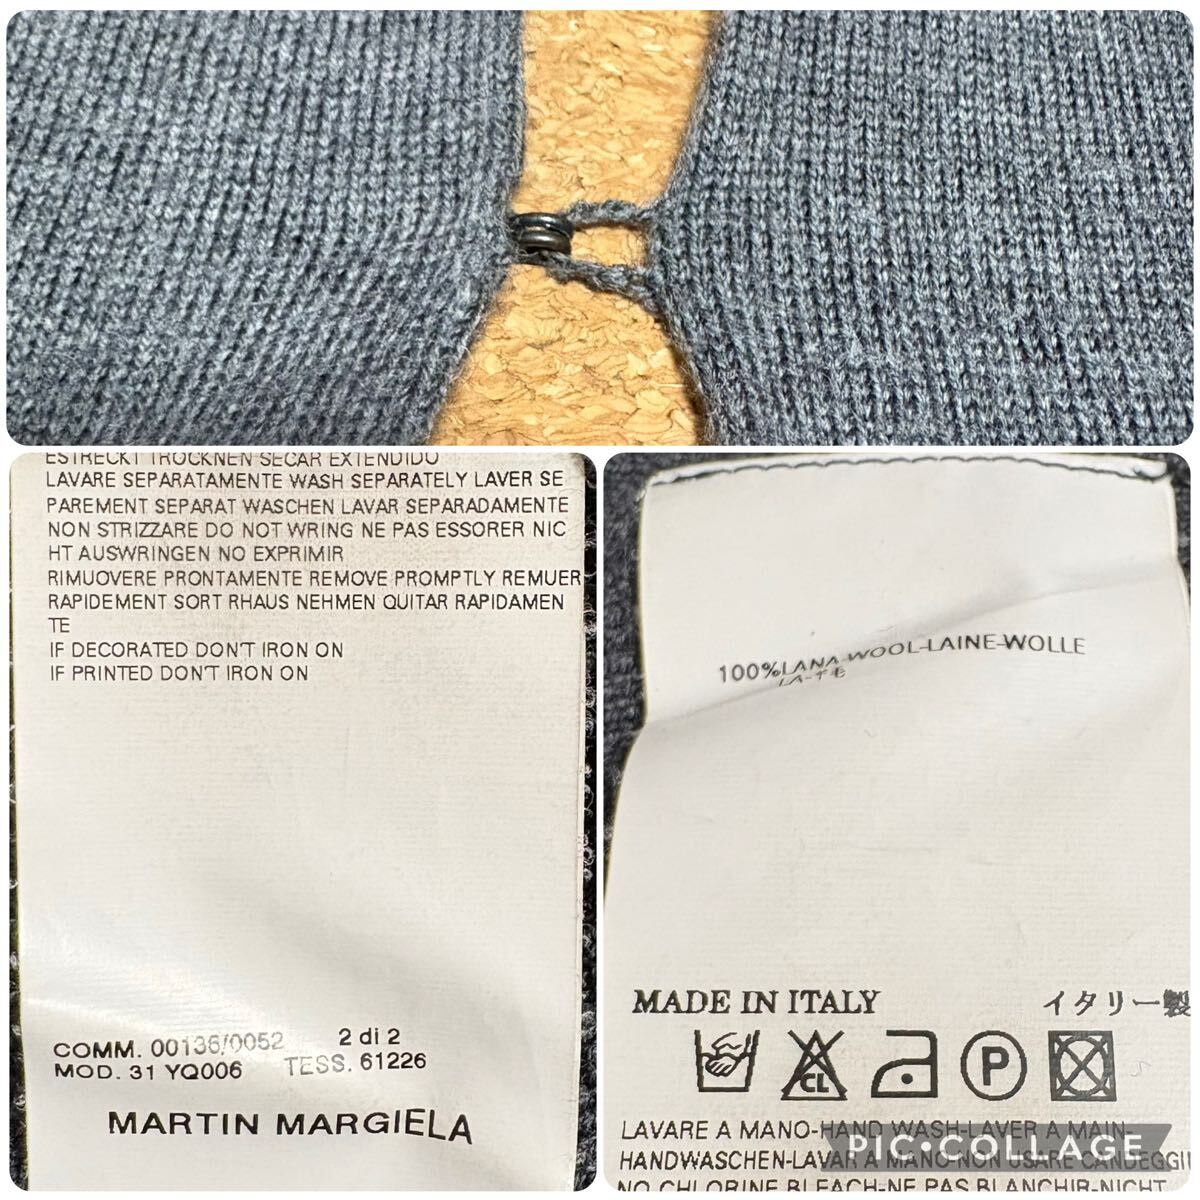 ESTRECKT TROCKNEN SECAR EXTENDIDO
LAVARE SEPARATAMENTE WASH SEPARATELY LAVER SE
PAREMENT SEPARAT WASCHEN LAVAR SEPARADAMENTE
NON STRIZZARE DO NOT WRING NE PAS ESSORER NIC
HT AUSWRINGEN NO EXPRIMIR
RIMUOVERE PRONTAMENTE REMOVE PROMPTLY REMUER
RAPIDEMENT SORT RHAUS NEHMEN QUITAR RAPIDAMEN
TE
IF DECORATED DON'T IRON ON
IF PRINTED DON'T IRON ON
COMM. 00136/0052 2 di 2
MOD. 31 YQ006 TESS. 61226
MARTIN MARGIELA
100%LANA-WOOL-LAINE-WOLLE
MADE IN ITALY イタリー製
CL P
LAVARE A MANO-HAND WASH-LAVER A MAIN-
HANDWASCHEN-LAVAR A MANO-NON USARE CANDEGGI
NO CHLORINE BLEACH-NE PAS BLANCHIR-NICHT
PIC•COLLAGE